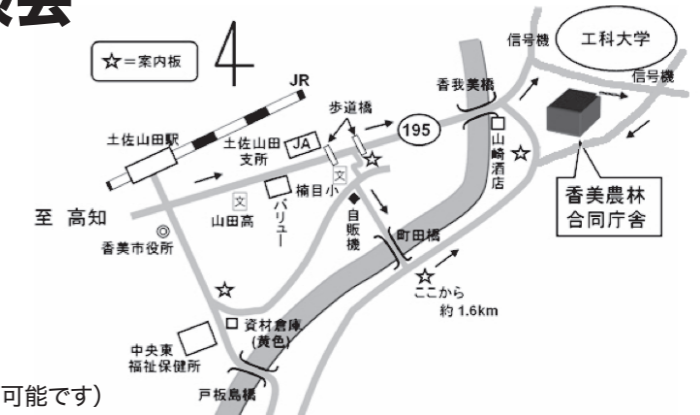 談会
☆＝案内板
4
JR
歩道橋
信号機
工科大学
信号機
香我美橋
195
土佐山田駅
土佐山田
支所
JA
山崎酒店
文
楠目小
文
山田高
バリュー
自販機
至 高知
香美市役所
町田橋
香美農林
合同庁舎
ここから
約 1.6km
資材倉庫
(黄色)
中央東
福祉保健所
戸板島橋
可能です）